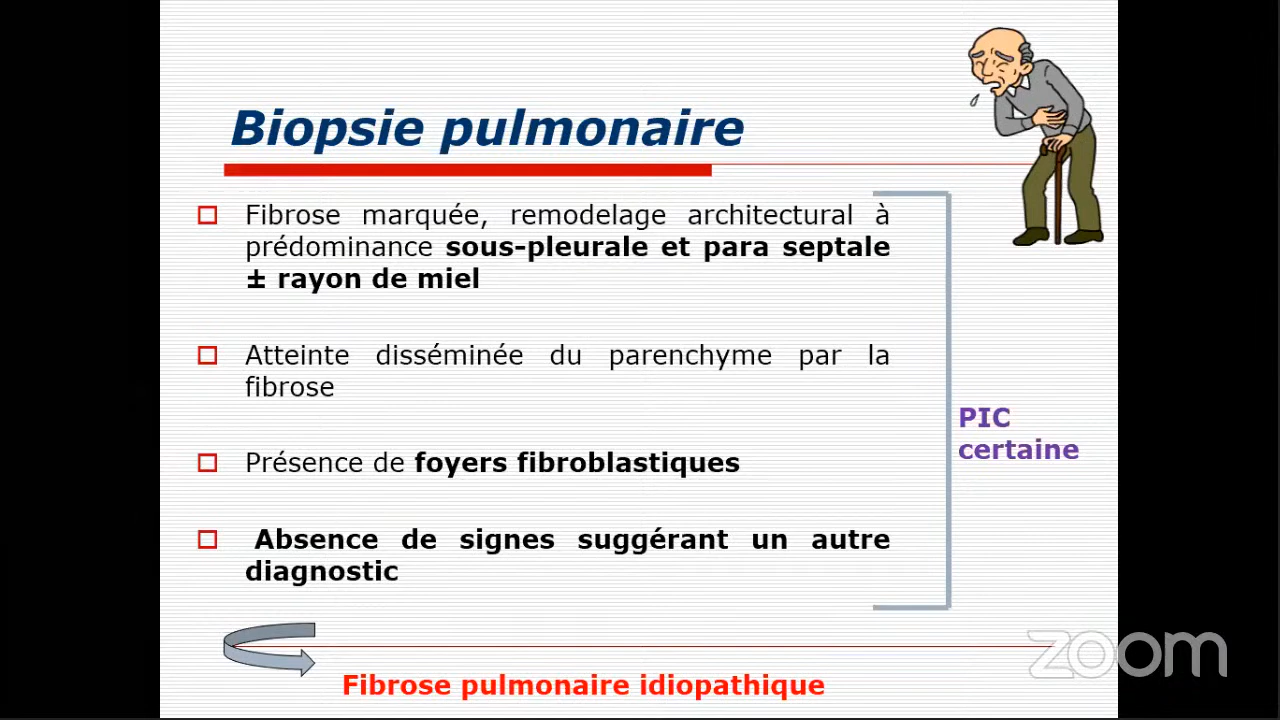 Biopsie pulmonaire
Fibrose marquée, remodelage architectural à
prédominance sous-pleurale et para septale
± rayon de miel
Atteinte disséminée du parenchyme par la
fibrose
Présence de foyers fibroblastiques
Absence de signes suggérant un autre
diagnostic
PIC
certaine
Fibrose pulmonaire idiopathique
zoom